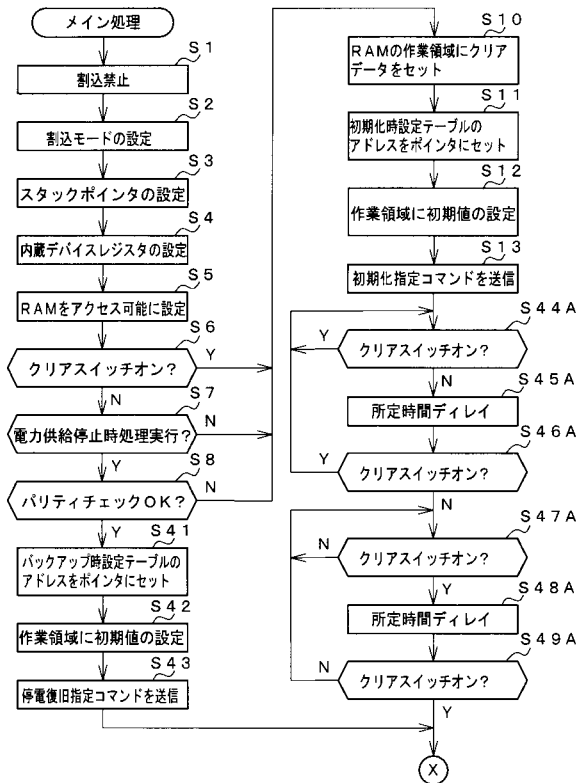 メイン処理
S1
割込禁止
S2
割込モードの設定
S3
スタックポインタの設定
S4
内蔵デバイスレジスタの設定
S5
RAMをアクセス可能に設定
S6
クリアスイッチオン?
Y
N
S7
電力供給停止時処理実行?
N
Y
S8
パリティチェックOK?
N
Y
S41
バックアップ時設定テーブルの
アドレスをポインタにセット
S42
作業領域に初期値の設定
S43
停電復旧指定コマンドを送信
S10
RAMの作業領域にクリア
データをセット
S11
初期化時設定テーブルの
アドレスをポインタにセット
S12
作業領域に初期値の設定
S13
初期化指定コマンドを送信
S44A
Y
クリアスイッチオン?
N
S45A
所定時間ディレイ
S46A
Y
クリアスイッチオン?
N
S47A
N
クリアスイッチオン?
Y
S48A
所定時間ディレイ
S49A
N
クリアスイッチオン?
Y
X